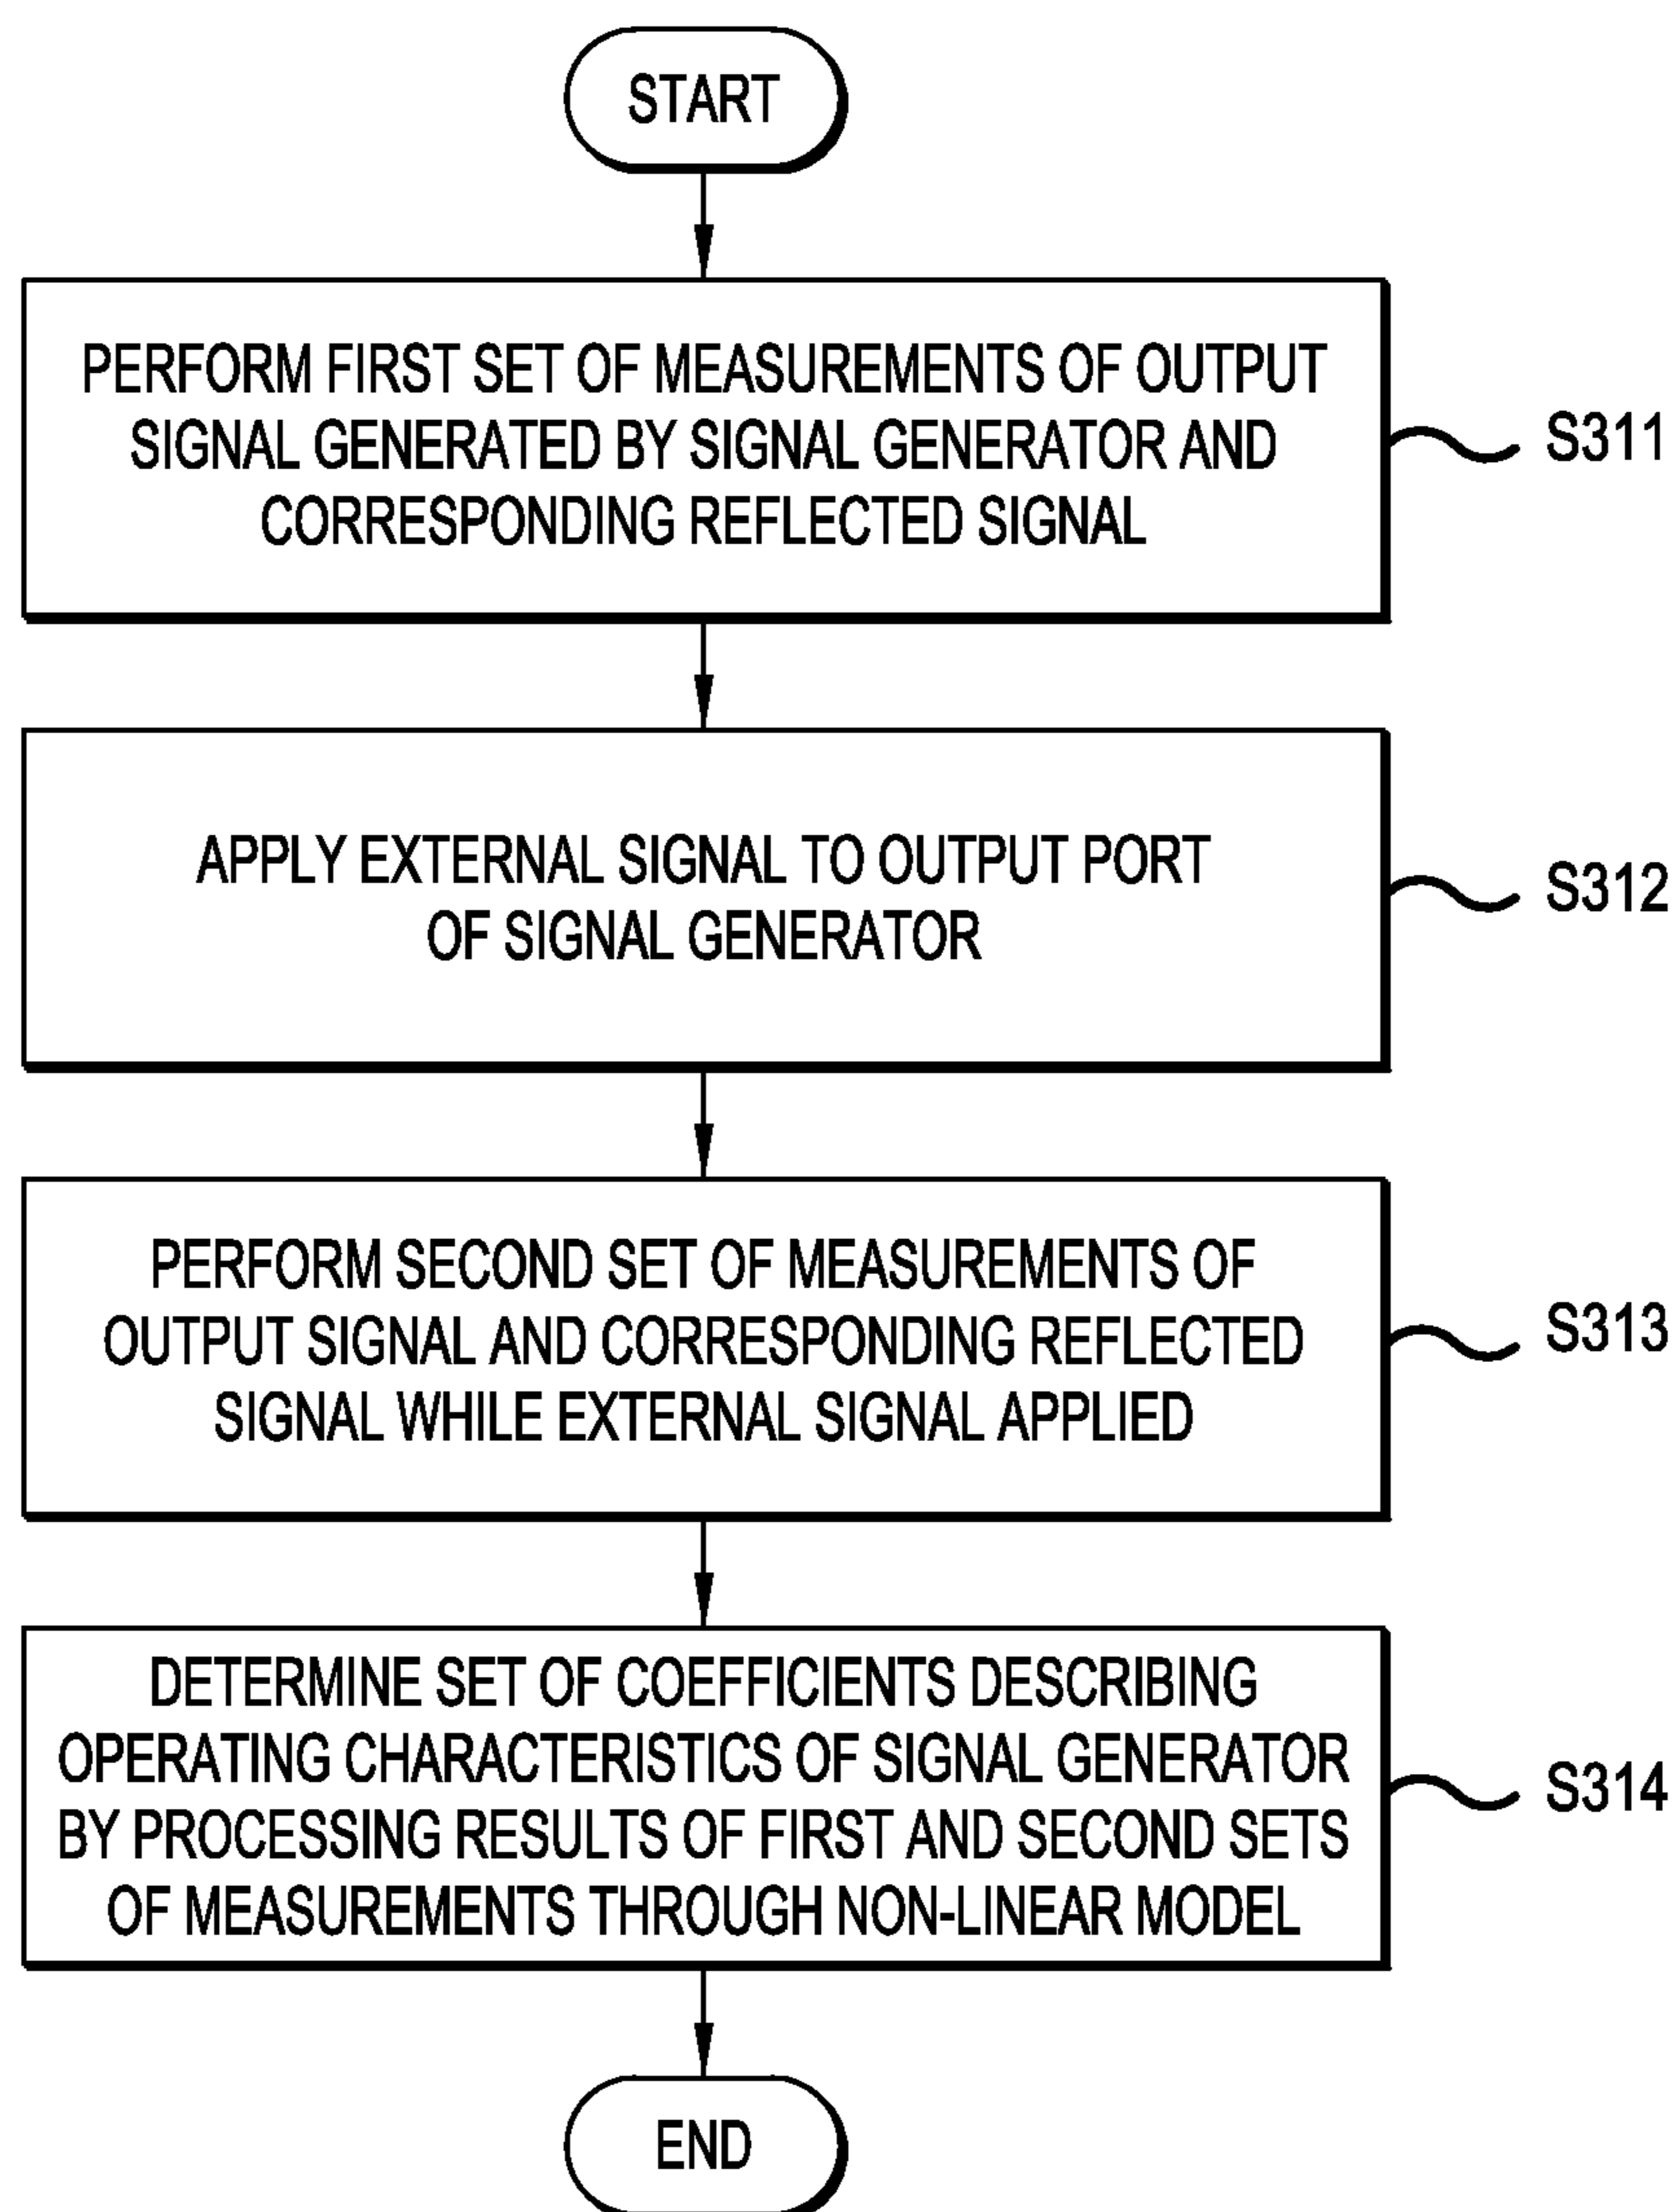 START
PERFORM FIRST SET OF MEASUREMENTS OF OUTPUT
SIGNAL GENERATED BY SIGNAL GENERATOR AND
CORRESPONDING REFLECTED SIGNAL
S311
APPLY EXTERNAL SIGNAL TO OUTPUT PORT
OF SIGNAL GENERATOR
S312
PERFORM SECOND SET OF MEASUREMENTS OF
OUTPUT SIGNAL AND CORRESPONDING REFLECTED
SIGNAL WHILE EXTERNAL SIGNAL APPLIED
S313
DETERMINE SET OF COEFFICIENTS DESCRIBING
OPERATING CHARACTERISTICS OF SIGNAL GENERATOR
BY PROCESSING RESULTS OF FIRST AND SECOND SETS
OF MEASUREMENTS THROUGH NON-LINEAR MODEL
S314
END